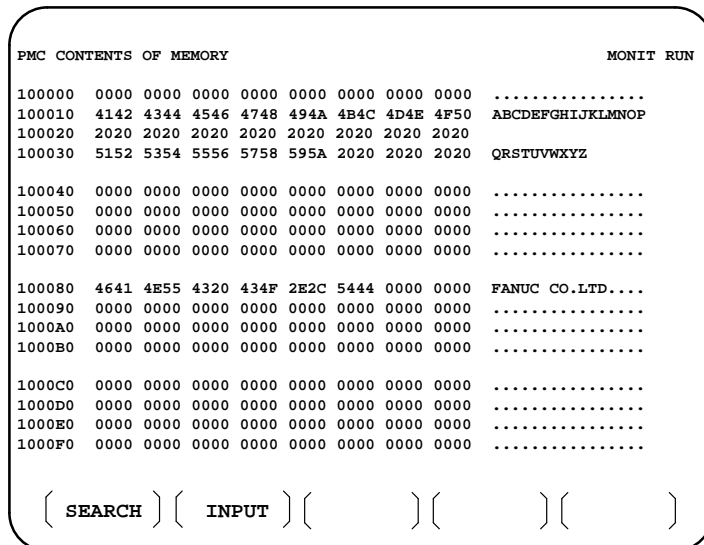 PMC CONTENTS OF MEMORY MONIT RUN
100000 0000 0000 0000 0000 0000 0000 0000 0000 ................
100010 4142 4344 4546 4748 494A 4B4C 4D4E 4F50 ABCDEFGHIJKLMNOP
100020 2020 2020 2020 2020 2020 2020 2020 2020
100030 5152 5354 5556 5758 595A 2020 2020 2020 QRSTUVWXYZ
100040 0000 0000 0000 0000 0000 0000 0000 0000 ................
100050 0000 0000 0000 0000 0000 0000 0000 0000 ................
100060 0000 0000 0000 0000 0000 0000 0000 0000 ................
100070 0000 0000 0000 0000 0000 0000 0000 0000 ................
100080 4641 4E55 4320 434F 2E2C 5444 0000 0000 FANUC CO.LTD....
100090 0000 0000 0000 0000 0000 0000 0000 0000 ................
1000A0 0000 0000 0000 0000 0000 0000 0000 0000 ................
1000B0 0000 0000 0000 0000 0000 0000 0000 0000 ................
1000C0 0000 0000 0000 0000 0000 0000 0000 0000 ................
1000D0 0000 0000 0000 0000 0000 0000 0000 0000 ................
1000E0 0000 0000 0000 0000 0000 0000 0000 0000 ................
1000F0 0000 0000 0000 0000 0000 0000 0000 0000 ................
[ SEARCH ] [ INPUT ] [ ] [ ] [ ]